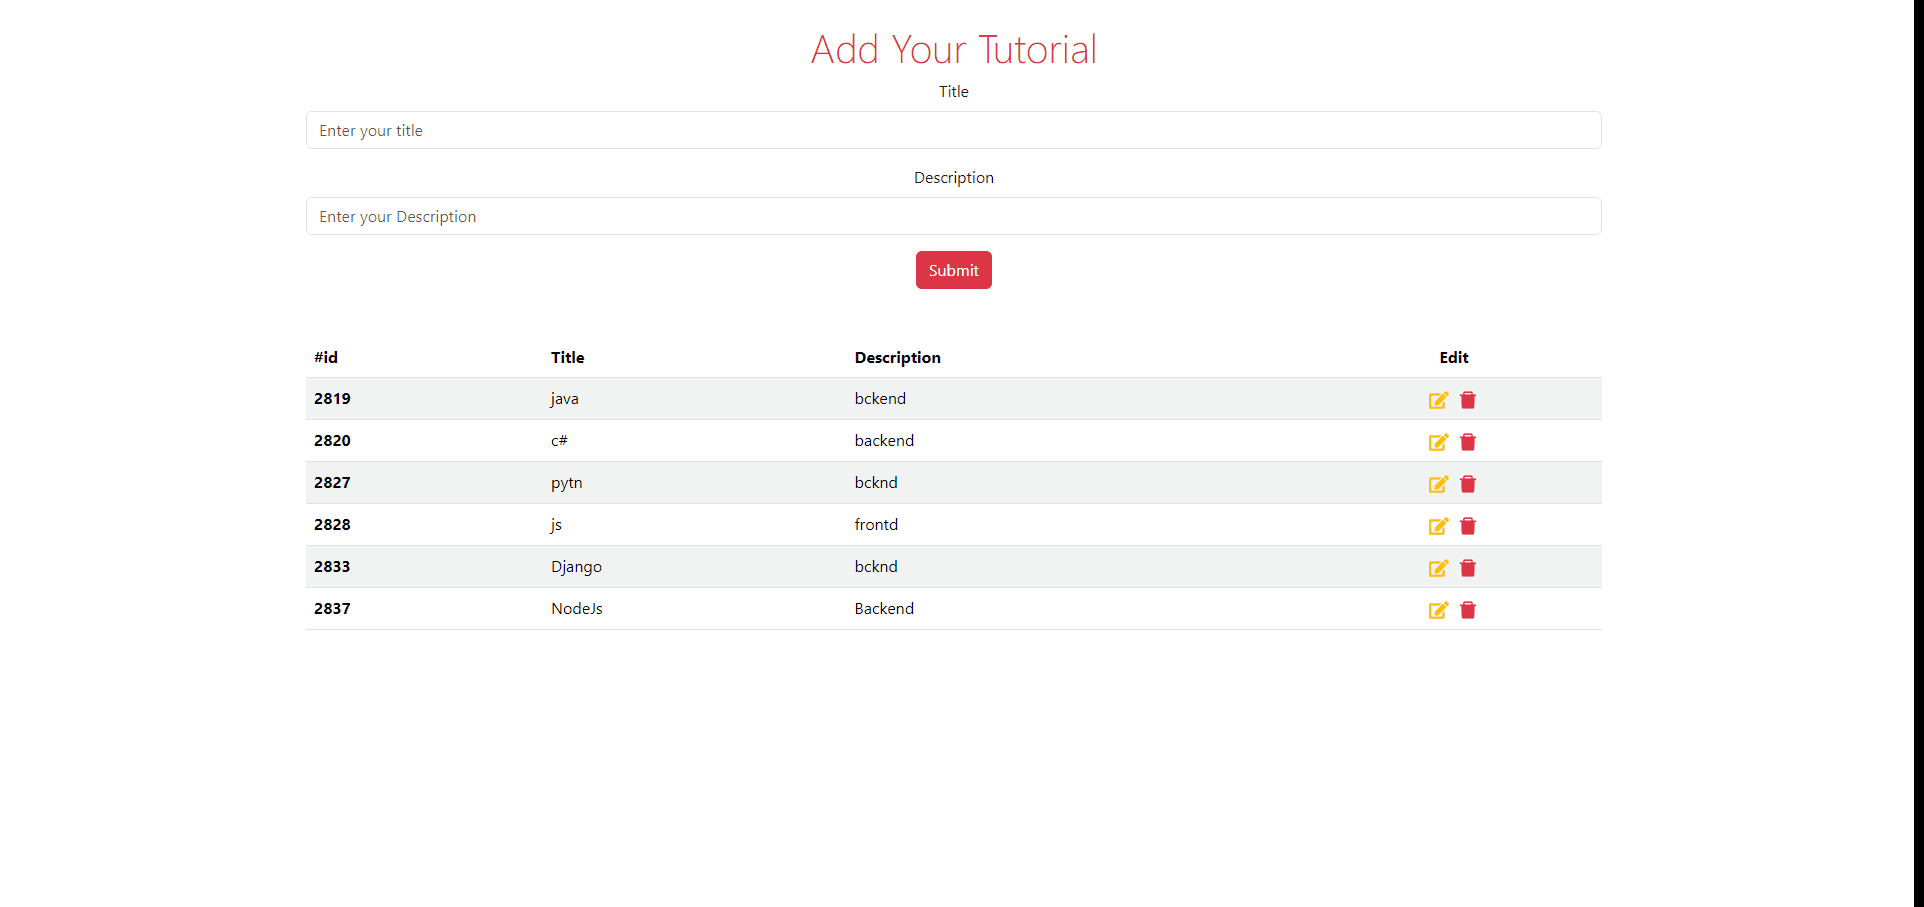 Add Your Tutorial
Title
Enter your title
Description
Enter your Description
Submit
#id Title Description Edit
2819 java bckend
2820 c# backend
2827 pytn bcknd
2828 js frontd
2833 Django bcknd
2837 NodeJs Backend